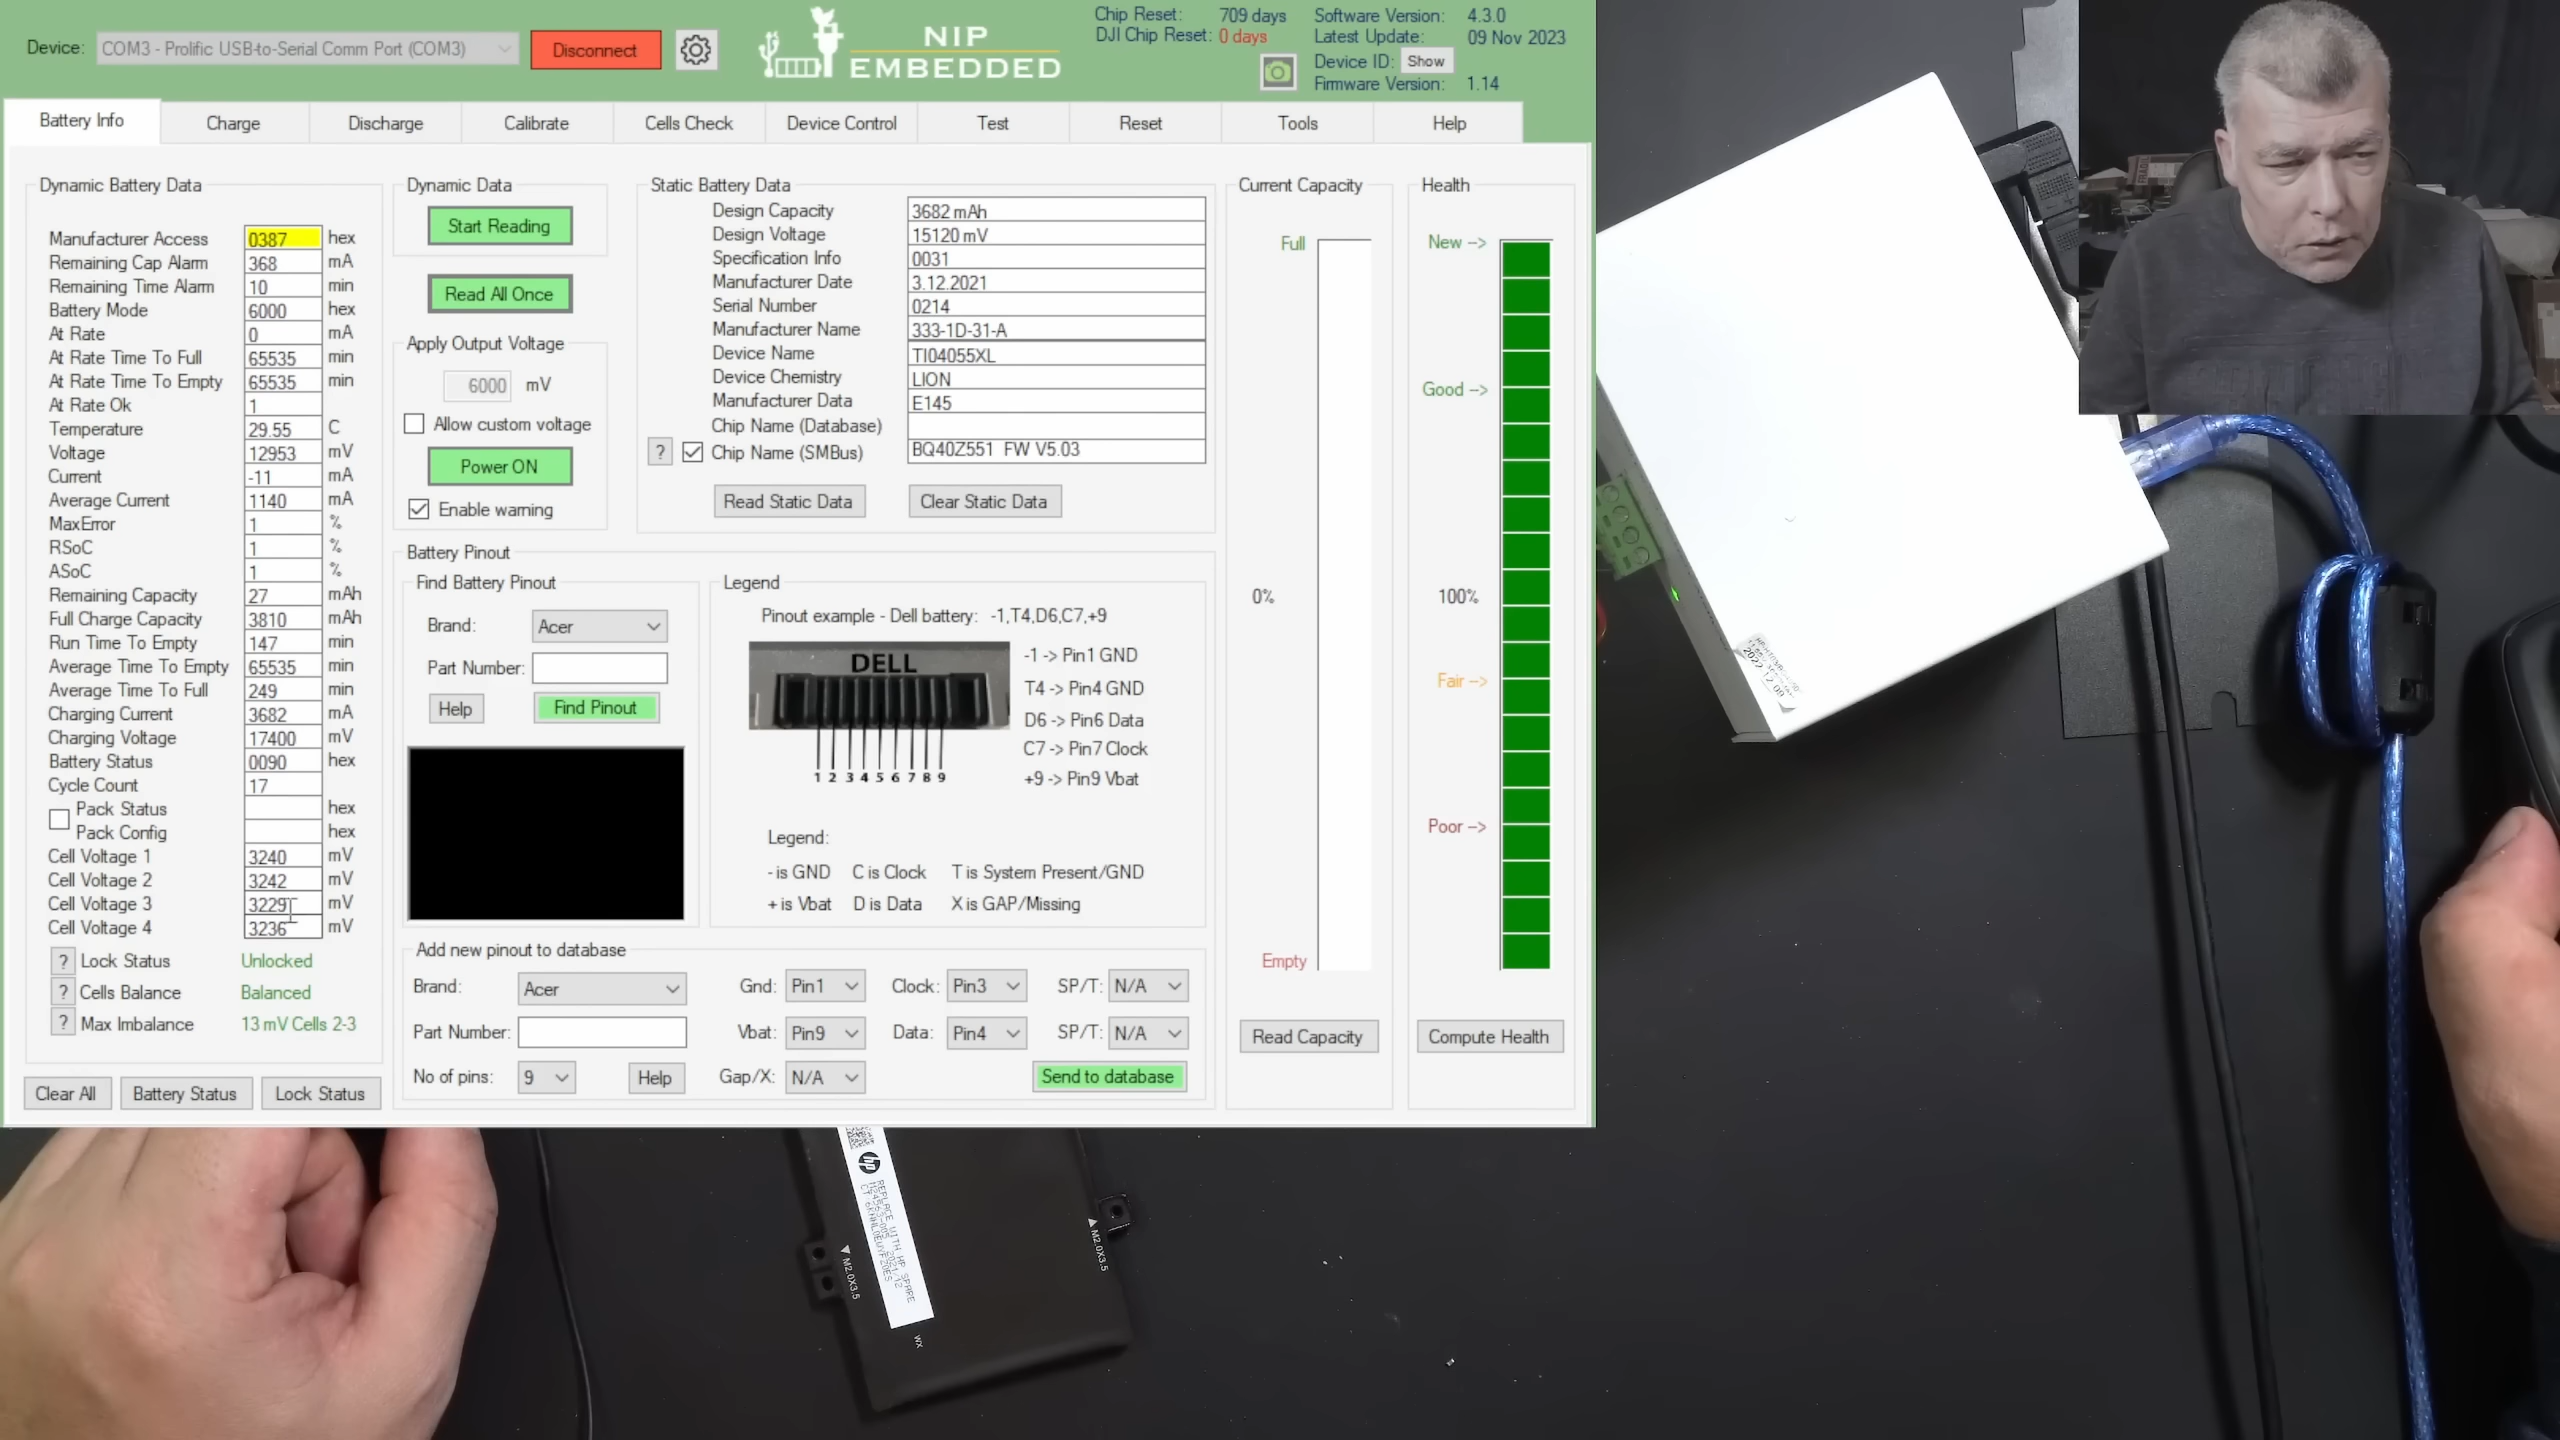 Device:
COM3 - Prolific USB-to-Serial Comm Port (COM3)
Disconnect
NIP
EMBEDDED
Chip Reset: 709 days
DJI Chip Reset: 0 days
Software Version: 4.3.0
Latest Update: 09 Nov 2023
Device ID: Show
Firmware Version: 1.14
Battery Info
Charge
Discharge
Calibrate
Cells Check
Device Control
Test
Reset
Tools
Help
Dynamic Battery Data
Manufacturer Access 0387 hex
Remaining Cap Alarm 368 mA
Remaining Time Alarm 10 min
Battery Mode 6000 hex
At Rate 0 mA
At Rate Time To Full 65535 min
At Rate Time To Empty 65535 min
At Rate Ok 1
Temperature 29.55 C
Voltage 12953 mV
Current -11 mA
Average Current 1140 mA
MaxError 1 %
RSoC 1 %
ASoC 1 %
Remaining Capacity 27 mAh
Full Charge Capacity 3810 mAh
Run Time To Empty 147 min
Average Time To Empty 65535 min
Average Time To Full 249 min
Charging Current 3682 mA
Charging Voltage 17400 mV
Battery Status 0090 hex
Cycle Count 17
Pack Status hex
Pack Config hex
Cell Voltage 1 3240 mV
Cell Voltage 2 3242 mV
Cell Voltage 3 3229 mV
Cell Voltage 4 3236 mV
? Lock Status Unlocked
? Cells Balance Balanced
? Max Imbalance 13 mV Cells 2-3
Clear All
Battery Status
Lock Status
Dynamic Data
Start Reading
Read All Once
Apply Output Voltage
6000 mV
Allow custom voltage
Power ON
Enable warning
Static Battery Data
Design Capacity 3682 mAh
Design Voltage 15120 mV
Specification Info 0031
Manufacturer Date 3.12.2021
Serial Number 0214
Manufacturer Name 333-1D-31-A
Device Name TI04055XL
Device Chemistry LION
Manufacturer Data E145
Chip Name (Database)
? Chip Name (SMBus) BQ40Z551 FW V5.03
Read Static Data
Clear Static Data
Battery Pinout
Find Battery Pinout
Brand: Acer
Part Number:
Help
Find Pinout
Legend
Pinout example - Dell battery: -1,T4,D6,C7,+9
DELL
1 2 3 4 5 6 7 8 9
-1 -> Pin1 GND
T4 -> Pin4 GND
D6 -> Pin6 Data
C7 -> Pin7 Clock
+9 -> Pin9 Vbat
Legend:
- is GND C is Clock T is System Present/GND
+ is Vbat D is Data X is GAP/Missing
Add new pinout to database
Brand: Acer
Gnd: Pin1
Clock: Pin3
SP/T: N/A
Part Number:
Vbat: Pin9
Data: Pin4
SP/T: N/A
No of pins: 9
Help
Gap/X: N/A
Send to database
Current Capacity
Full
0%
Empty
Read Capacity
Health
New -->
Good -->
100%
Fair -->
Poor -->
Compute Health
hp
REPLACE WITH HP SPARE
M2.0X3.5
M2.0X3.5
WX